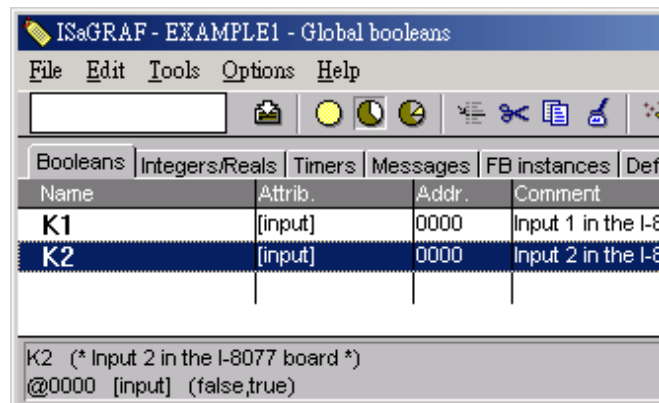 ISaGRAF - EXAMPLE1 - Global booleans
File Edit Tools Options Help
Booleans Integers/Reals Timers Messages FB instances Def
Name Attrib. Addr. Comment
K1 [input] 0000 Input 1 in the I-8
K2 [input] 0000 Input 2 in the I-8
K2 (* Input 2 in the I-8077 board *)
@0000 [input] (false,true)